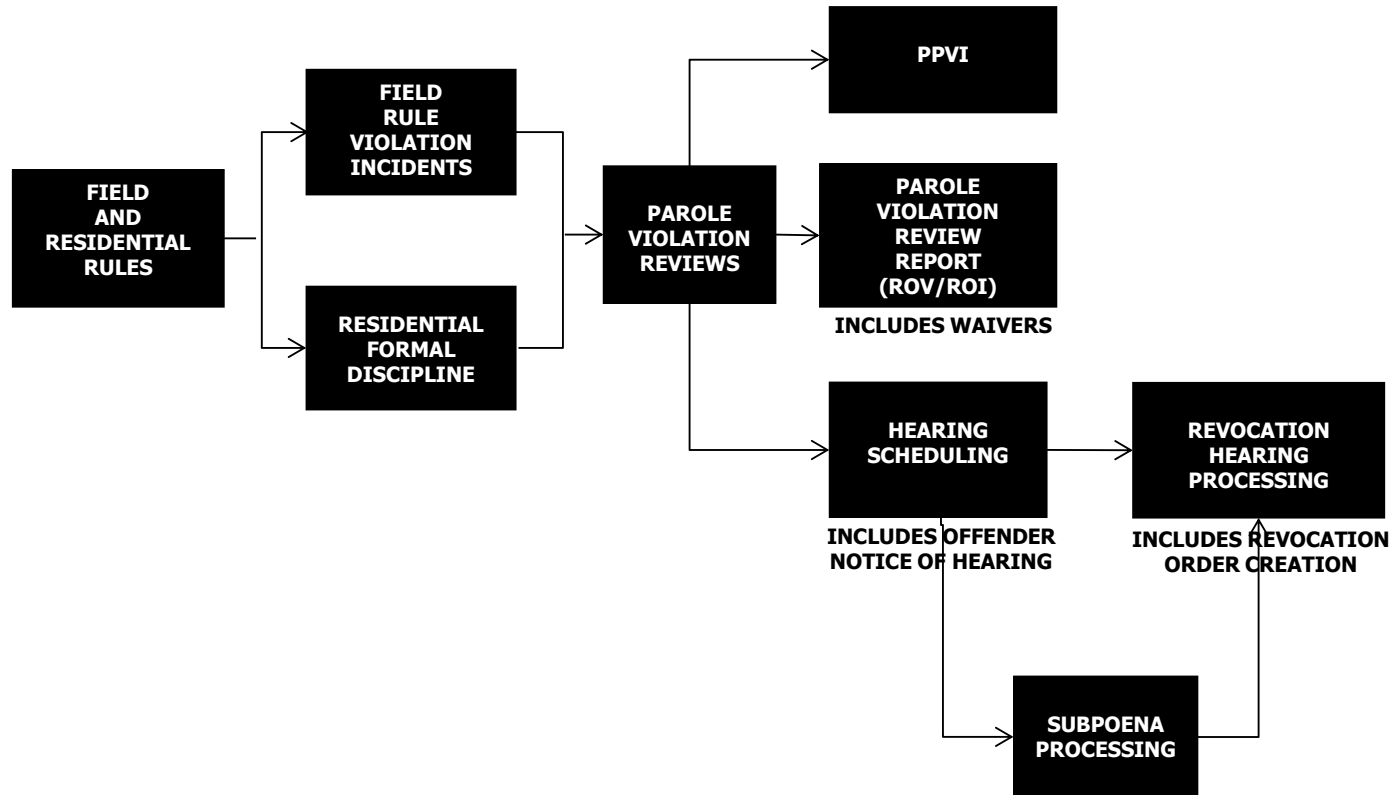 FIELD
AND
RESIDENTIAL
RULES
FIELD
RULE
VIOLATION
INCIDENTS
RESIDENTIAL
FORMAL
DISCIPLINE
PAROLE
VIOLATION
REVIEWS
PPVI
PAROLE
VIOLATION
REVIEW
REPORT
(ROV/ROI)
INCLUDES WAIVERS
HEARING
SCHEDULING
INCLUDES OFFENDER
NOTICE OF HEARING
REVOCATION
HEARING
PROCESSING
INCLUDES REVOCATION
ORDER CREATION
SUBPOENA
PROCESSING